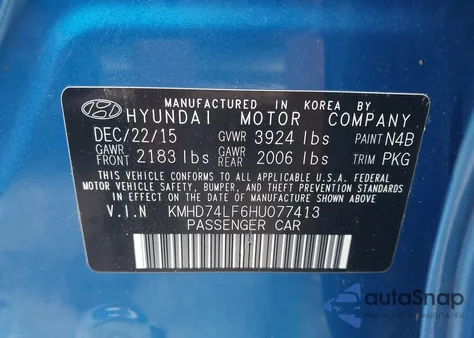 MANUFACTURED IN KOREA BY
HYUNDAI MOTOR COMPANY
DEC/22/15 GVWR 3924 lbs PAINT N4B
GAWR FRONT 2183 lbs GAWR REAR 2006 lbs TRIM PKG
THIS VEHICLE CONFORMS TO ALL APPLICABLE U.S.A. FEDERAL
MOTOR VEHICLE SAFETY, BUMPER, AND THEFT PREVENTION STANDARDS
IN EFFECT ON THE DATE OF MANUFACTURE SHOWN ABOVE.
V.I.N KMHD74LF6HU077413
PASSENGER CAR
autoSnap